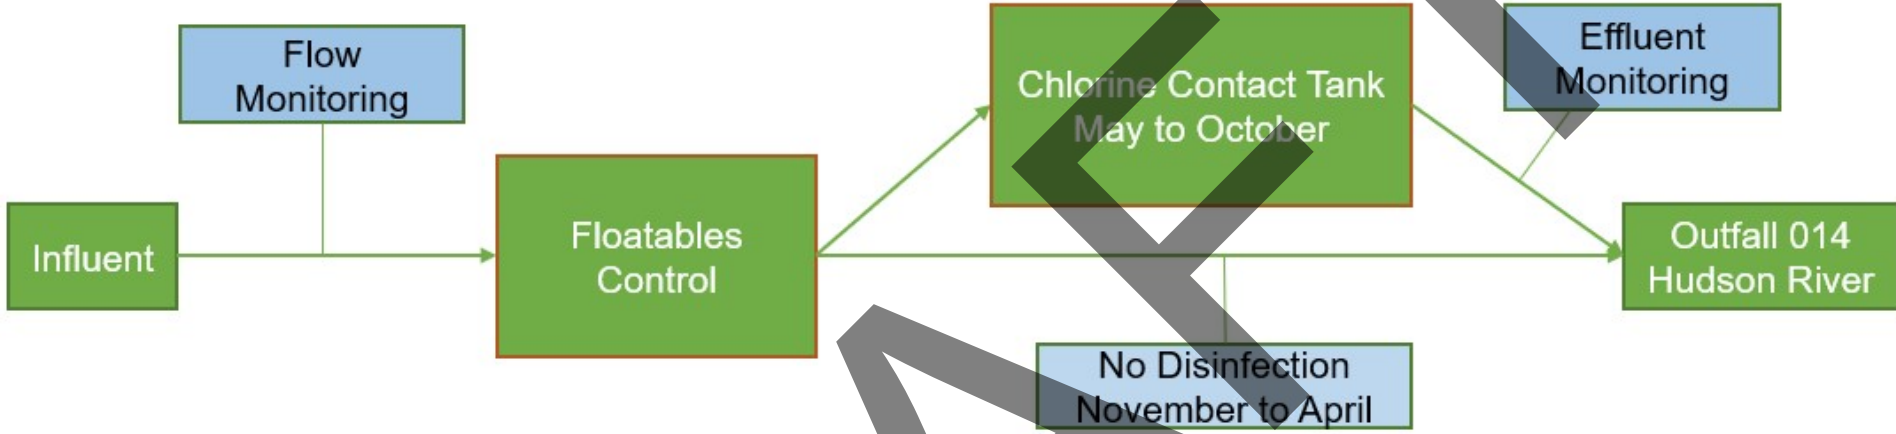 Flow
Monitoring
Influent
Floatables
Control
Chlorine Contact Tank
May to October
Effluent
Monitoring
Outfall 014
Hudson River
No Disinfection
November to April